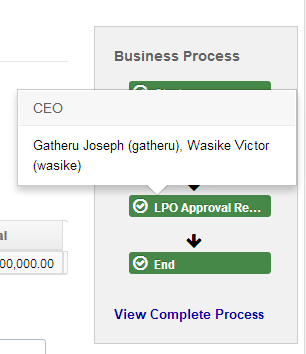 Business Process
CEO
Gatheru Joseph (gatheru), Wasike Victor
(wasike)
LPO Approval Re...
al
00,000.00
End
View Complete Process